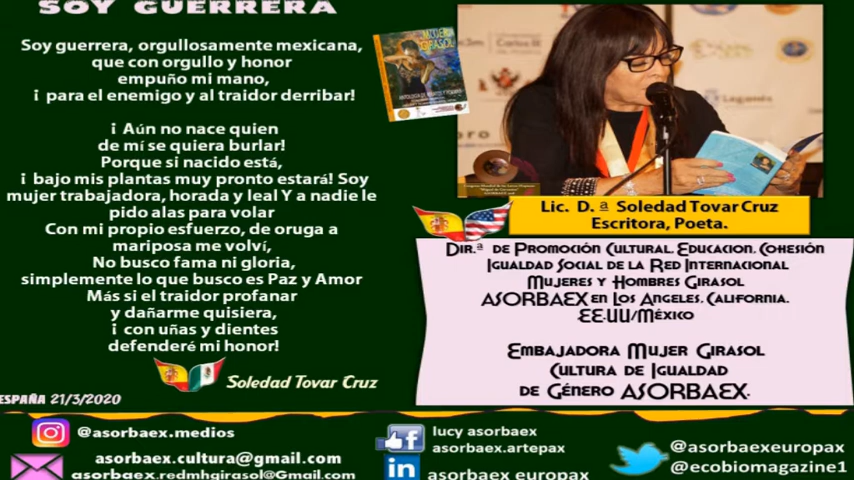 SOY GUERRERA
Soy guerrera, orgullosamente mexicana,
que con orgullo y honor
empuño mi mano,
¡ para el enemigo y al traidor derribar!
¡ Aún no nace quien
de mí se quiera burlar!
Porque si nacido está,
¡ bajo mis plantas muy pronto estará! Soy
mujer trabajadora, horada y leal Y a nadie le
pido alas para volar
Con mi propio esfuerzo, de oruga a
mariposa me volví,
No busco fama ni gloria,
simplemente lo que busco es Paz y Amor
Más si el traidor profanar
y dañarme quisiera,
¡ con uñas y dientes
defenderé mi honor!
Soledad Tovar Cruz
ESPAÑA 21/3/2020
MUJER
GIRASOL
Lic. D. ª Soledad Tovar Cruz
Escritora, Poeta.
Dir.ª de Promoción Cultural, Educacion, Cohesión
Igualdad Social de la Red Internacional
Mujeres y Hombres Girasol
ASORBAEX en Los Angeles, California.
EE.UU/México
Embajadora Mujer Girasol
Cultura de Igualdad
de Género ASORBAEX.
@asorbaex.medios
asorbaex.cultura@gmail.com
asorbaex.redmhgirasol@Gmail.com
lucy asorbaex
asorbaex.artepax
in asorbaex europax
@asorbaexeuropax
@ecobiomagazine1